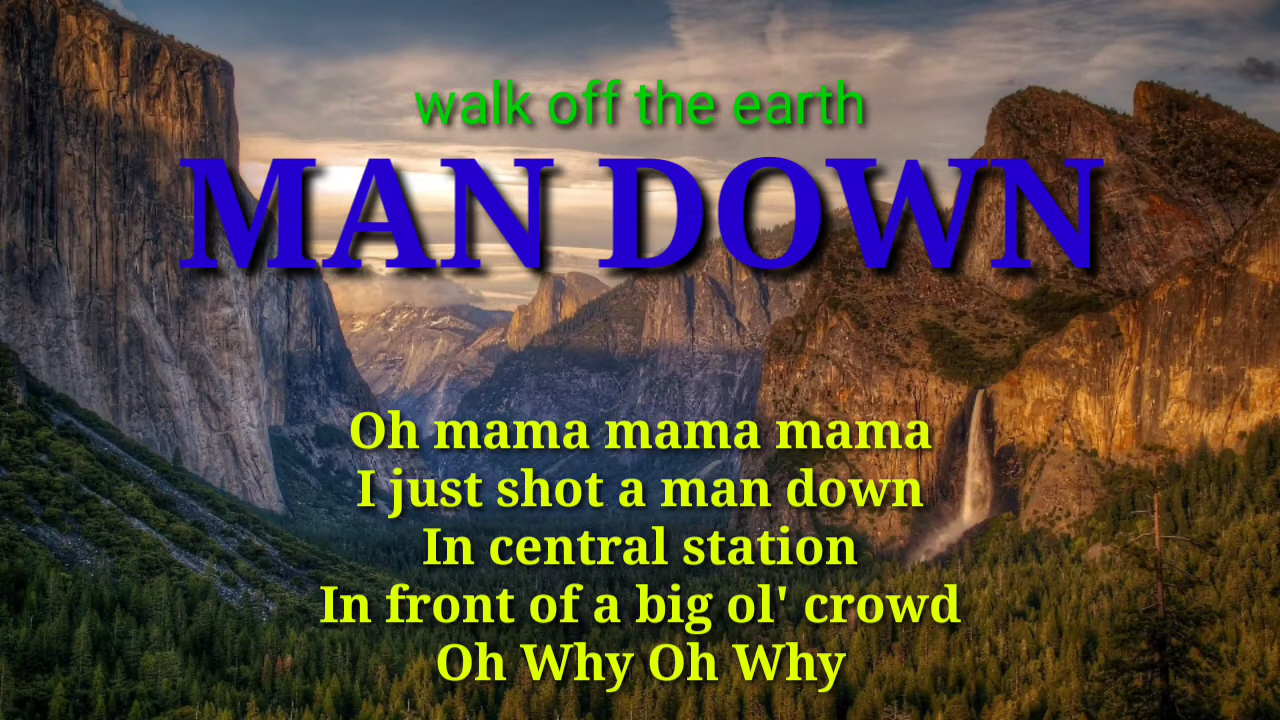 walk off the earth
MAN DOWN
Oh mama mama mama
I just shot a man down
In central station
In front of a big ol' crowd
Oh Why Oh Why